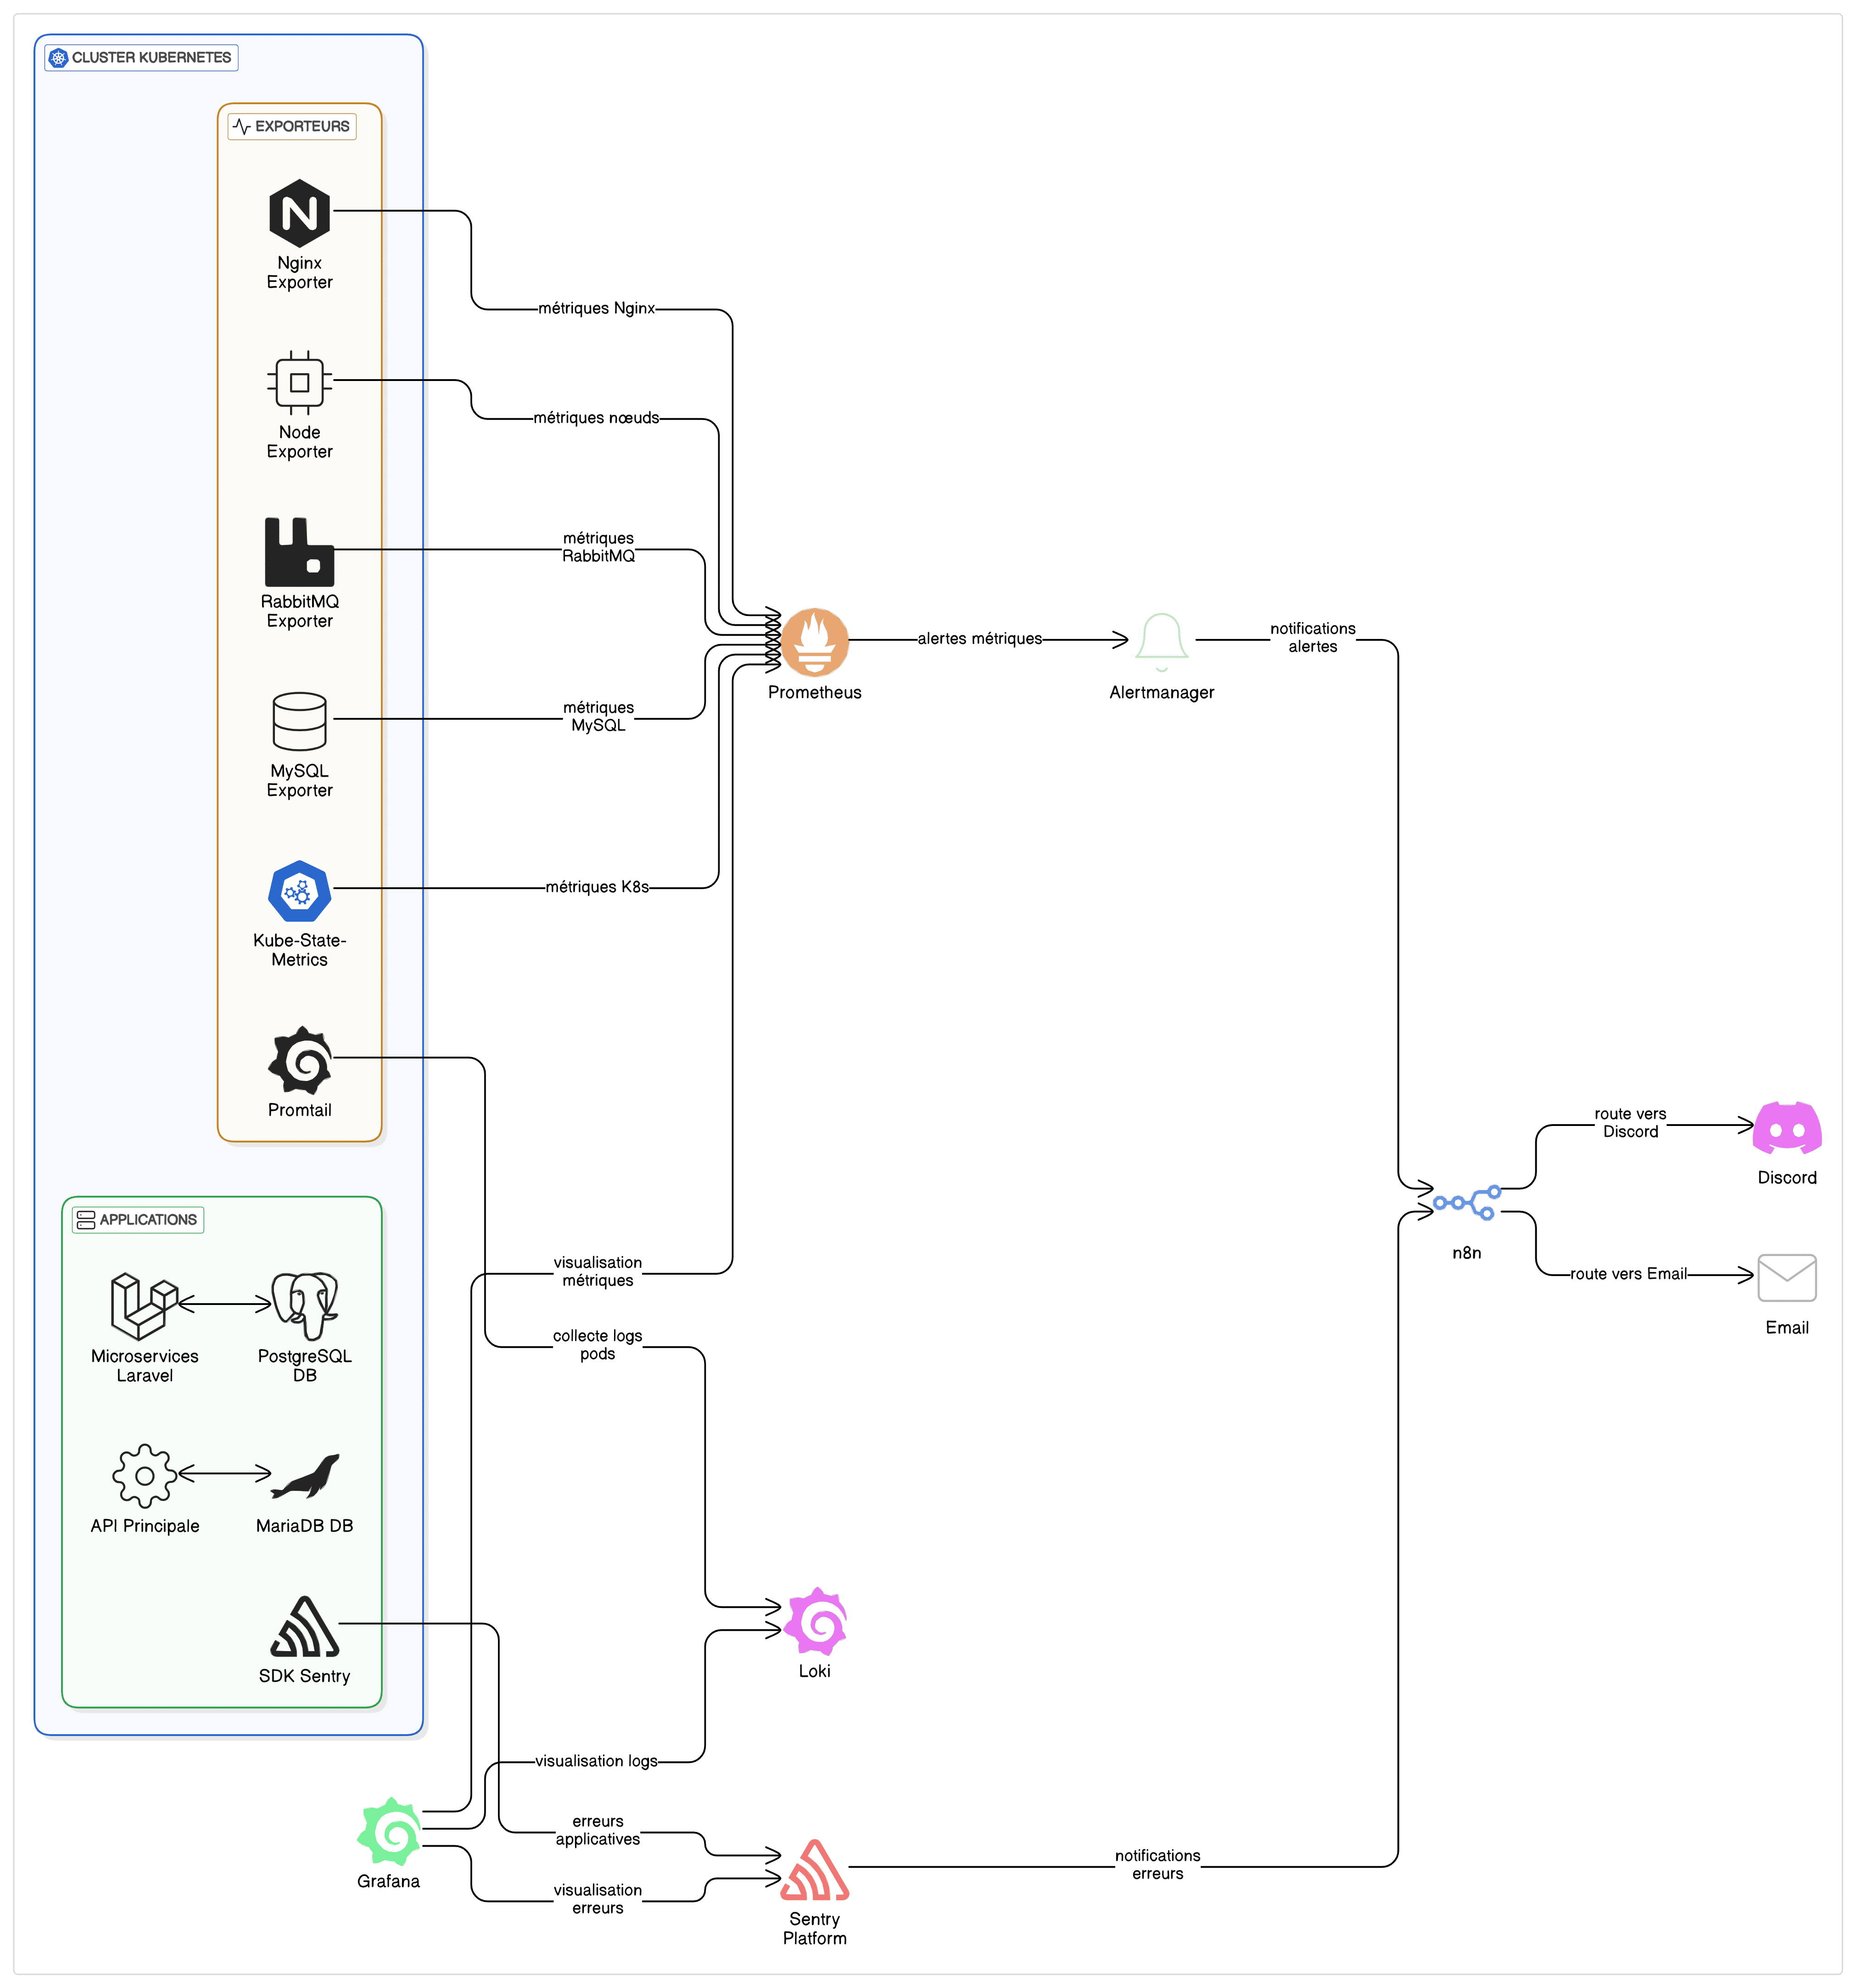 CLUSTER KUBERNETES
EXPORTEURS
Nginx
Exporter
métriques Nginx
Node
Exporter
métriques nœuds
RabbitMQ
Exporter
métriques
RabbitMQ
MySQL
Exporter
métriques
MySQL
Kube-State-
Metrics
métriques K8s
Promtail
Prometheus
alertes métriques
Alertmanager
notifications
alertes
APPLICATIONS
Microservices
Laravel
PostgreSQL
DB
API Principale
MariaDB DB
SDK Sentry
visualisation
métriques
collecte logs
pods
Loki
visualisation logs
Grafana
erreurs
applicatives
visualisation
erreurs
Sentry
Platform
notifications
erreurs
n8n
route vers
Discord
Discord
route vers Email
Email